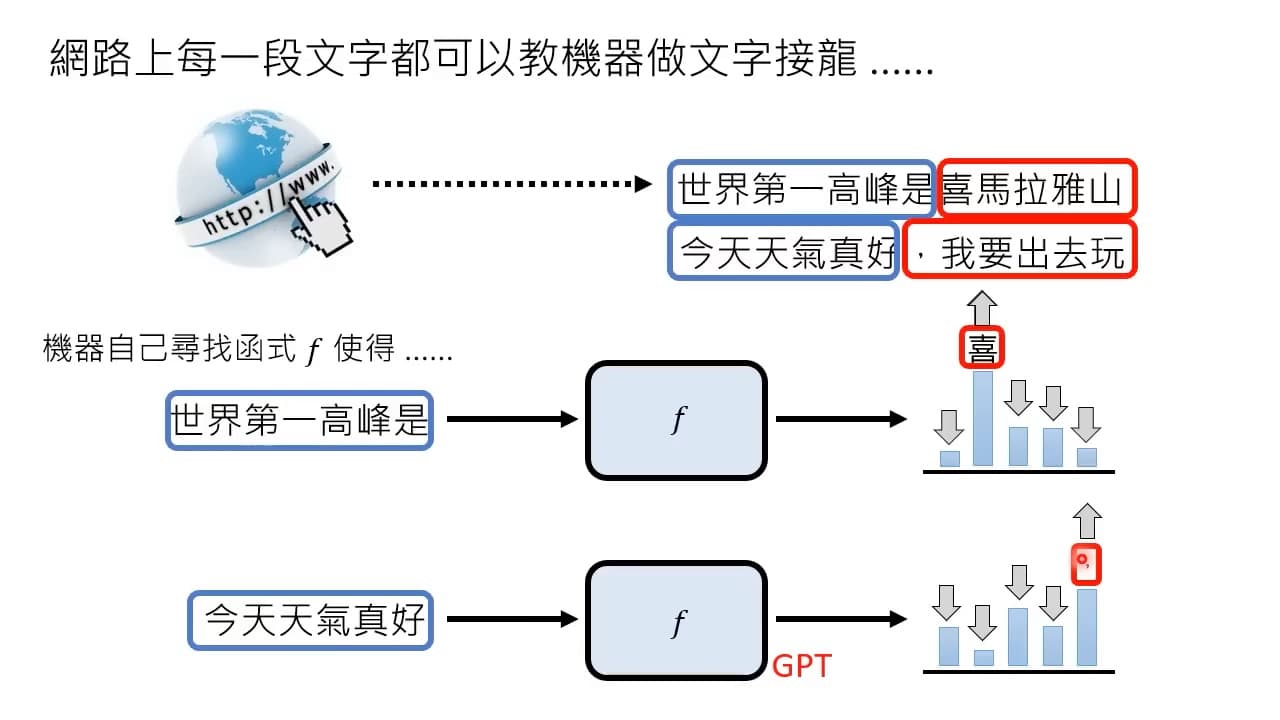 網路上每一段文字都可以教機器做文字接龍 ……
http://www.
世界第一高峰是喜馬拉雅山
今天天氣真好，我要出去玩
機器自己尋找函式 f 使得 ……
喜
世界第一高峰是
f
，
今天天氣真好
f
GPT